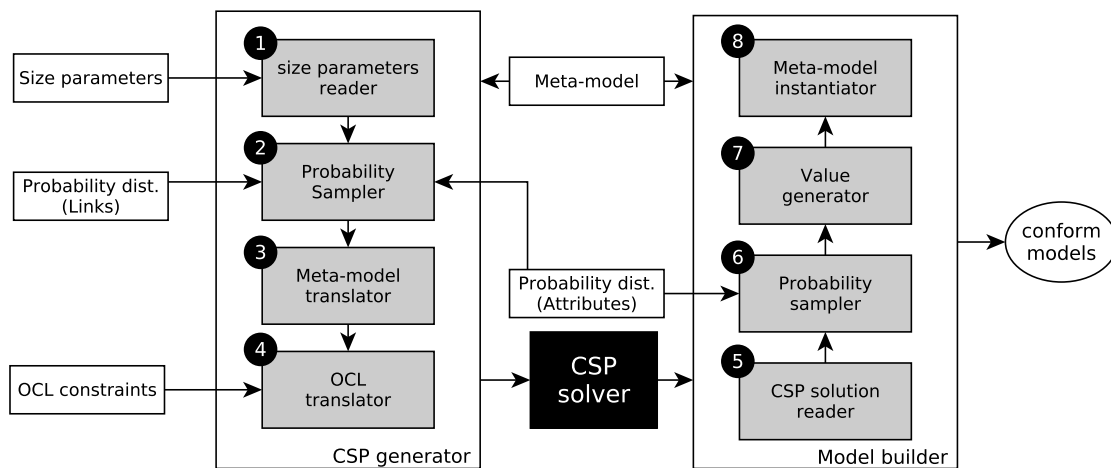 Size parameters
Probability dist.
(Links)
OCL constraints
1
size parameters
reader
2
Probability
Sampler
3
Meta-model
translator
4
OCL
translator
CSP generator
Meta-model
Probability dist.
(Attributes)
CSP
solver
8
Meta-model
instantiator
7
Value
generator
6
Probability
sampler
5
CSP solution
reader
Model builder
conform
models